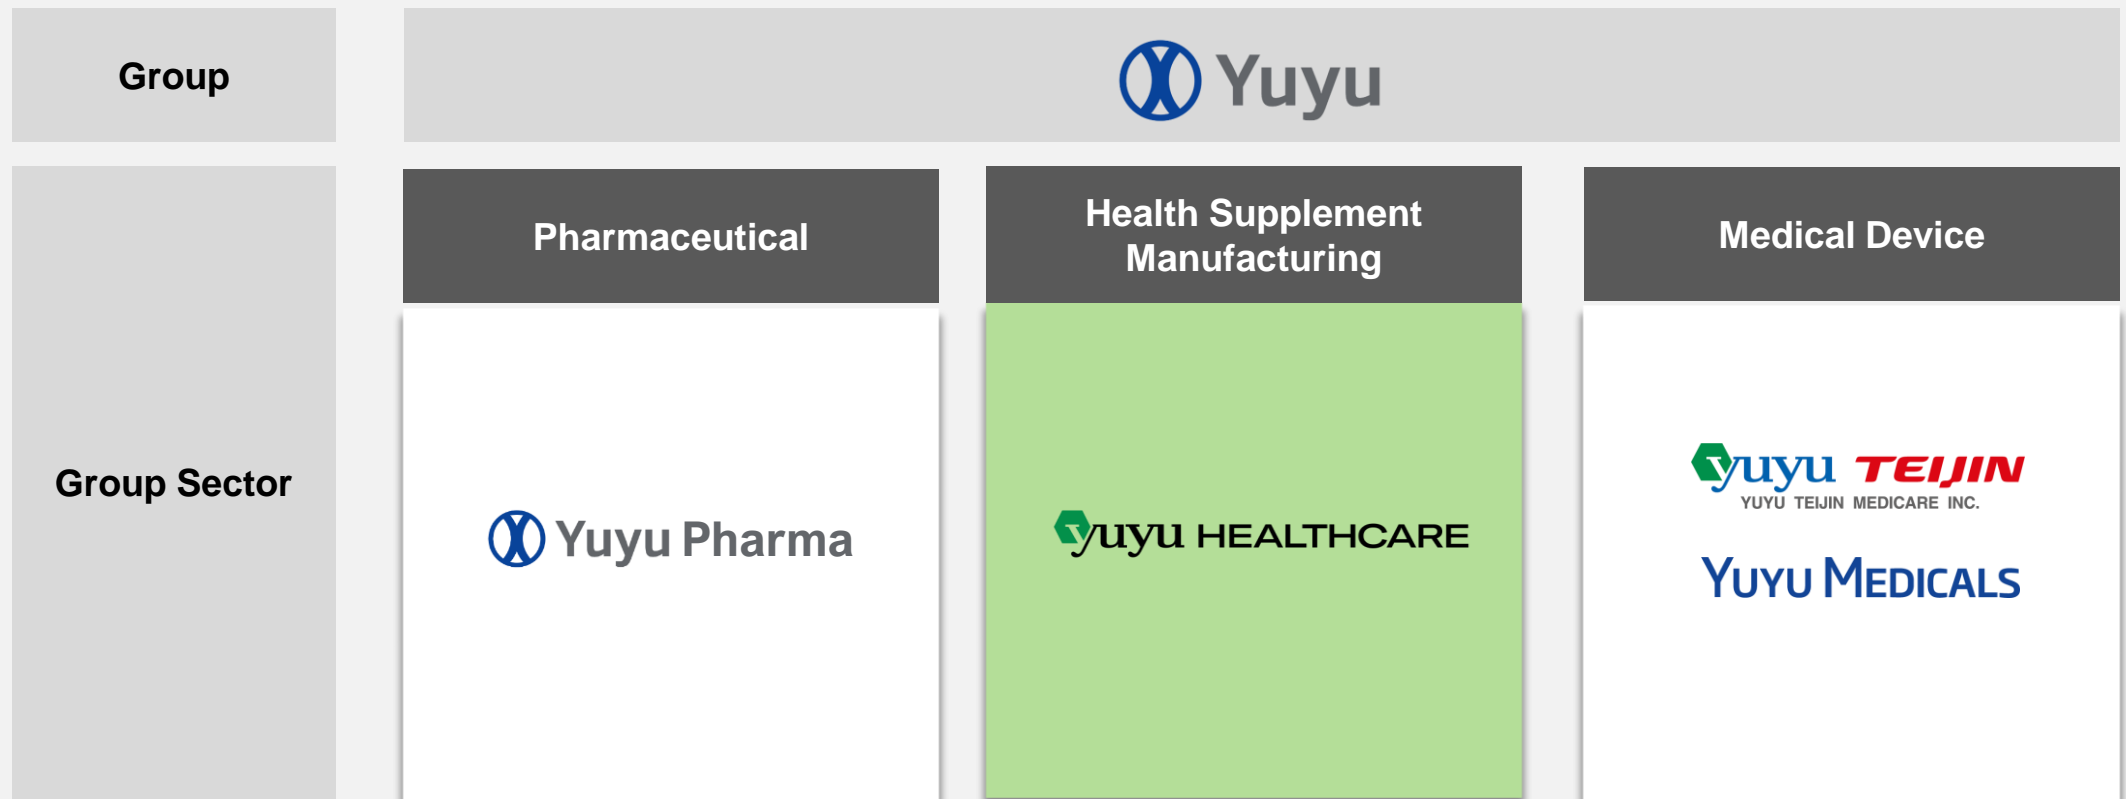 Group
Yuyu
Pharmaceutical
Health Supplement
Manufacturing
Medical Device
Group Sector
Yuyu Pharma
yuyu HEALTHCARE
yuyu TEIJIN
YUYU TEIJIN MEDICARE INC.
YUYU MEDICALS